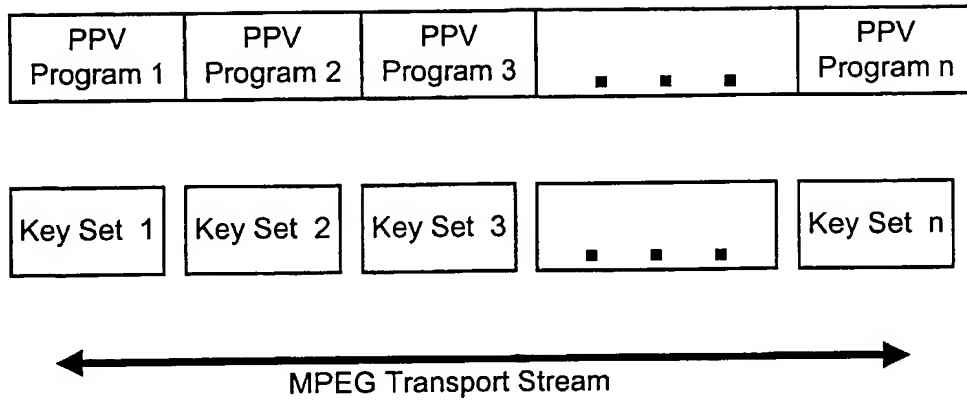 PPV
Program 1
PPV
Program 2
PPV
Program 3
. . .
PPV
Program n
Key Set 1
Key Set 2
Key Set 3
. . .
Key Set n
MPEG Transport Stream